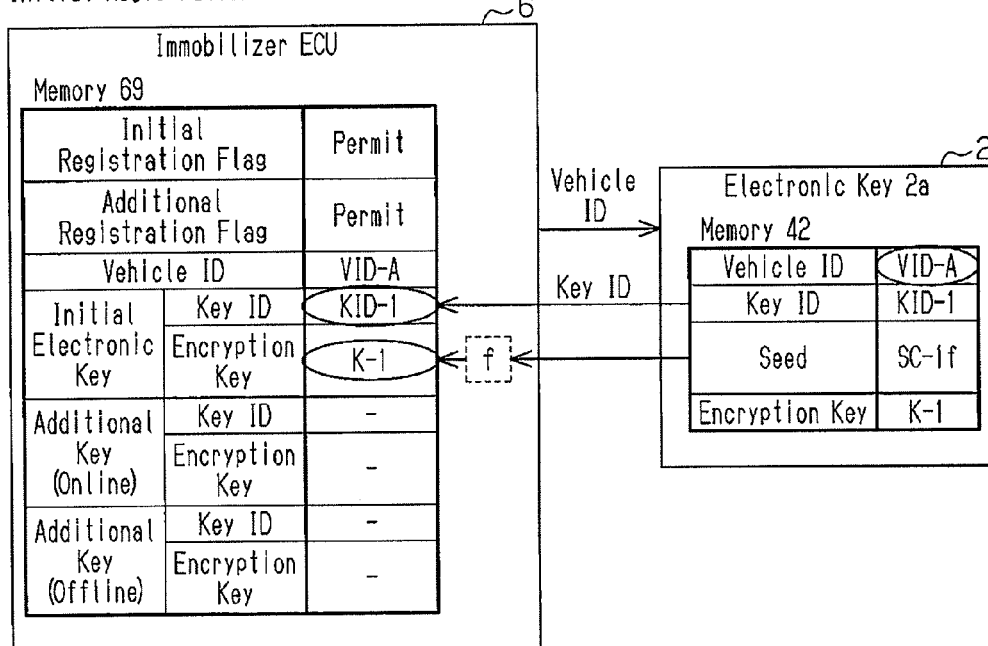 ~6
Immobilizer ECU
Memory 69
Initial
Registration Flag
Permit
Additional
Registration Flag
Permit
Vehicle ID
VID-A
Initial
Electronic
Key
Key ID
KID-1
Encryption
Key
K-1
Additional
Key
(Online)
Key ID
-
Encryption
Key
-
Additional
Key
(Offline)
Key ID
-
Encryption
Key
-
Vehicle
ID
Key ID
f
~2
Electronic Key 2a
Memory 42
Vehicle ID
VID-A
Key ID
KID-1
Seed
SC-1f
Encryption Key
K-1